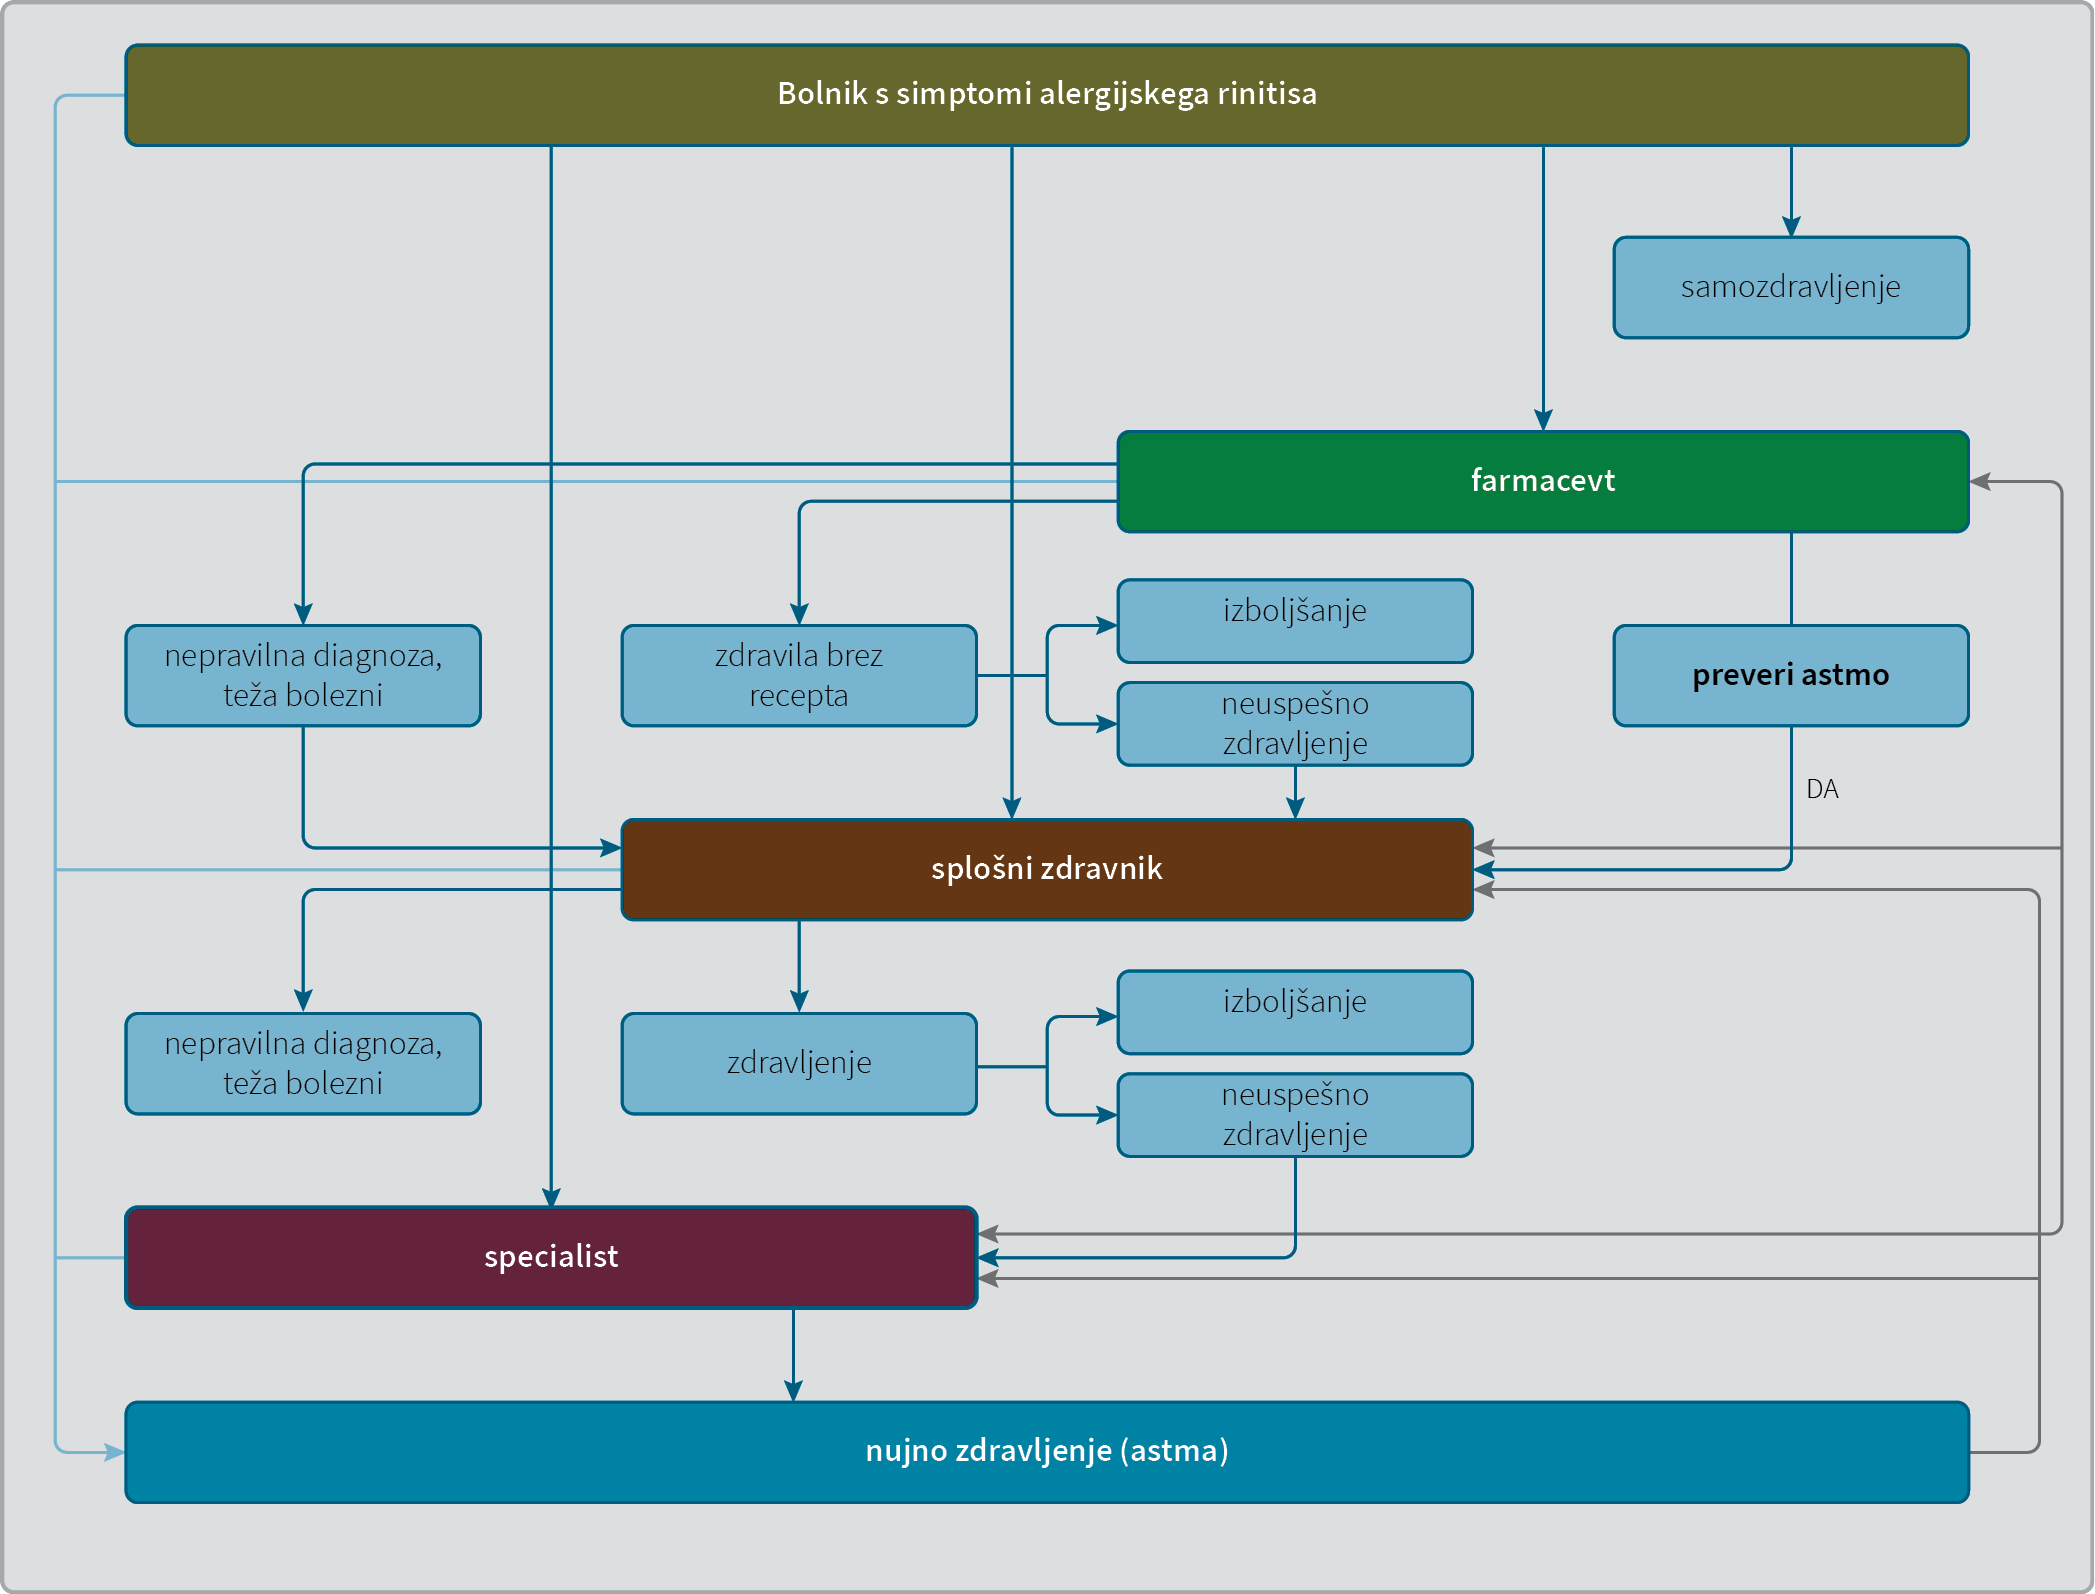 Bolnik s simptomi alergijskega rinitisa
samozdravljenje
farmacevt
nepravilna diagnoza,
teža bolezni
zdravila brez
recepta
izboljšanje
neuspešno
zdravljenje
preveri astmo
DA
splošni zdravnik
nepravilna diagnoza,
teža bolezni
zdravljenje
izboljšanje
neuspešno
zdravljenje
specialist
nujno zdravljenje (astma)